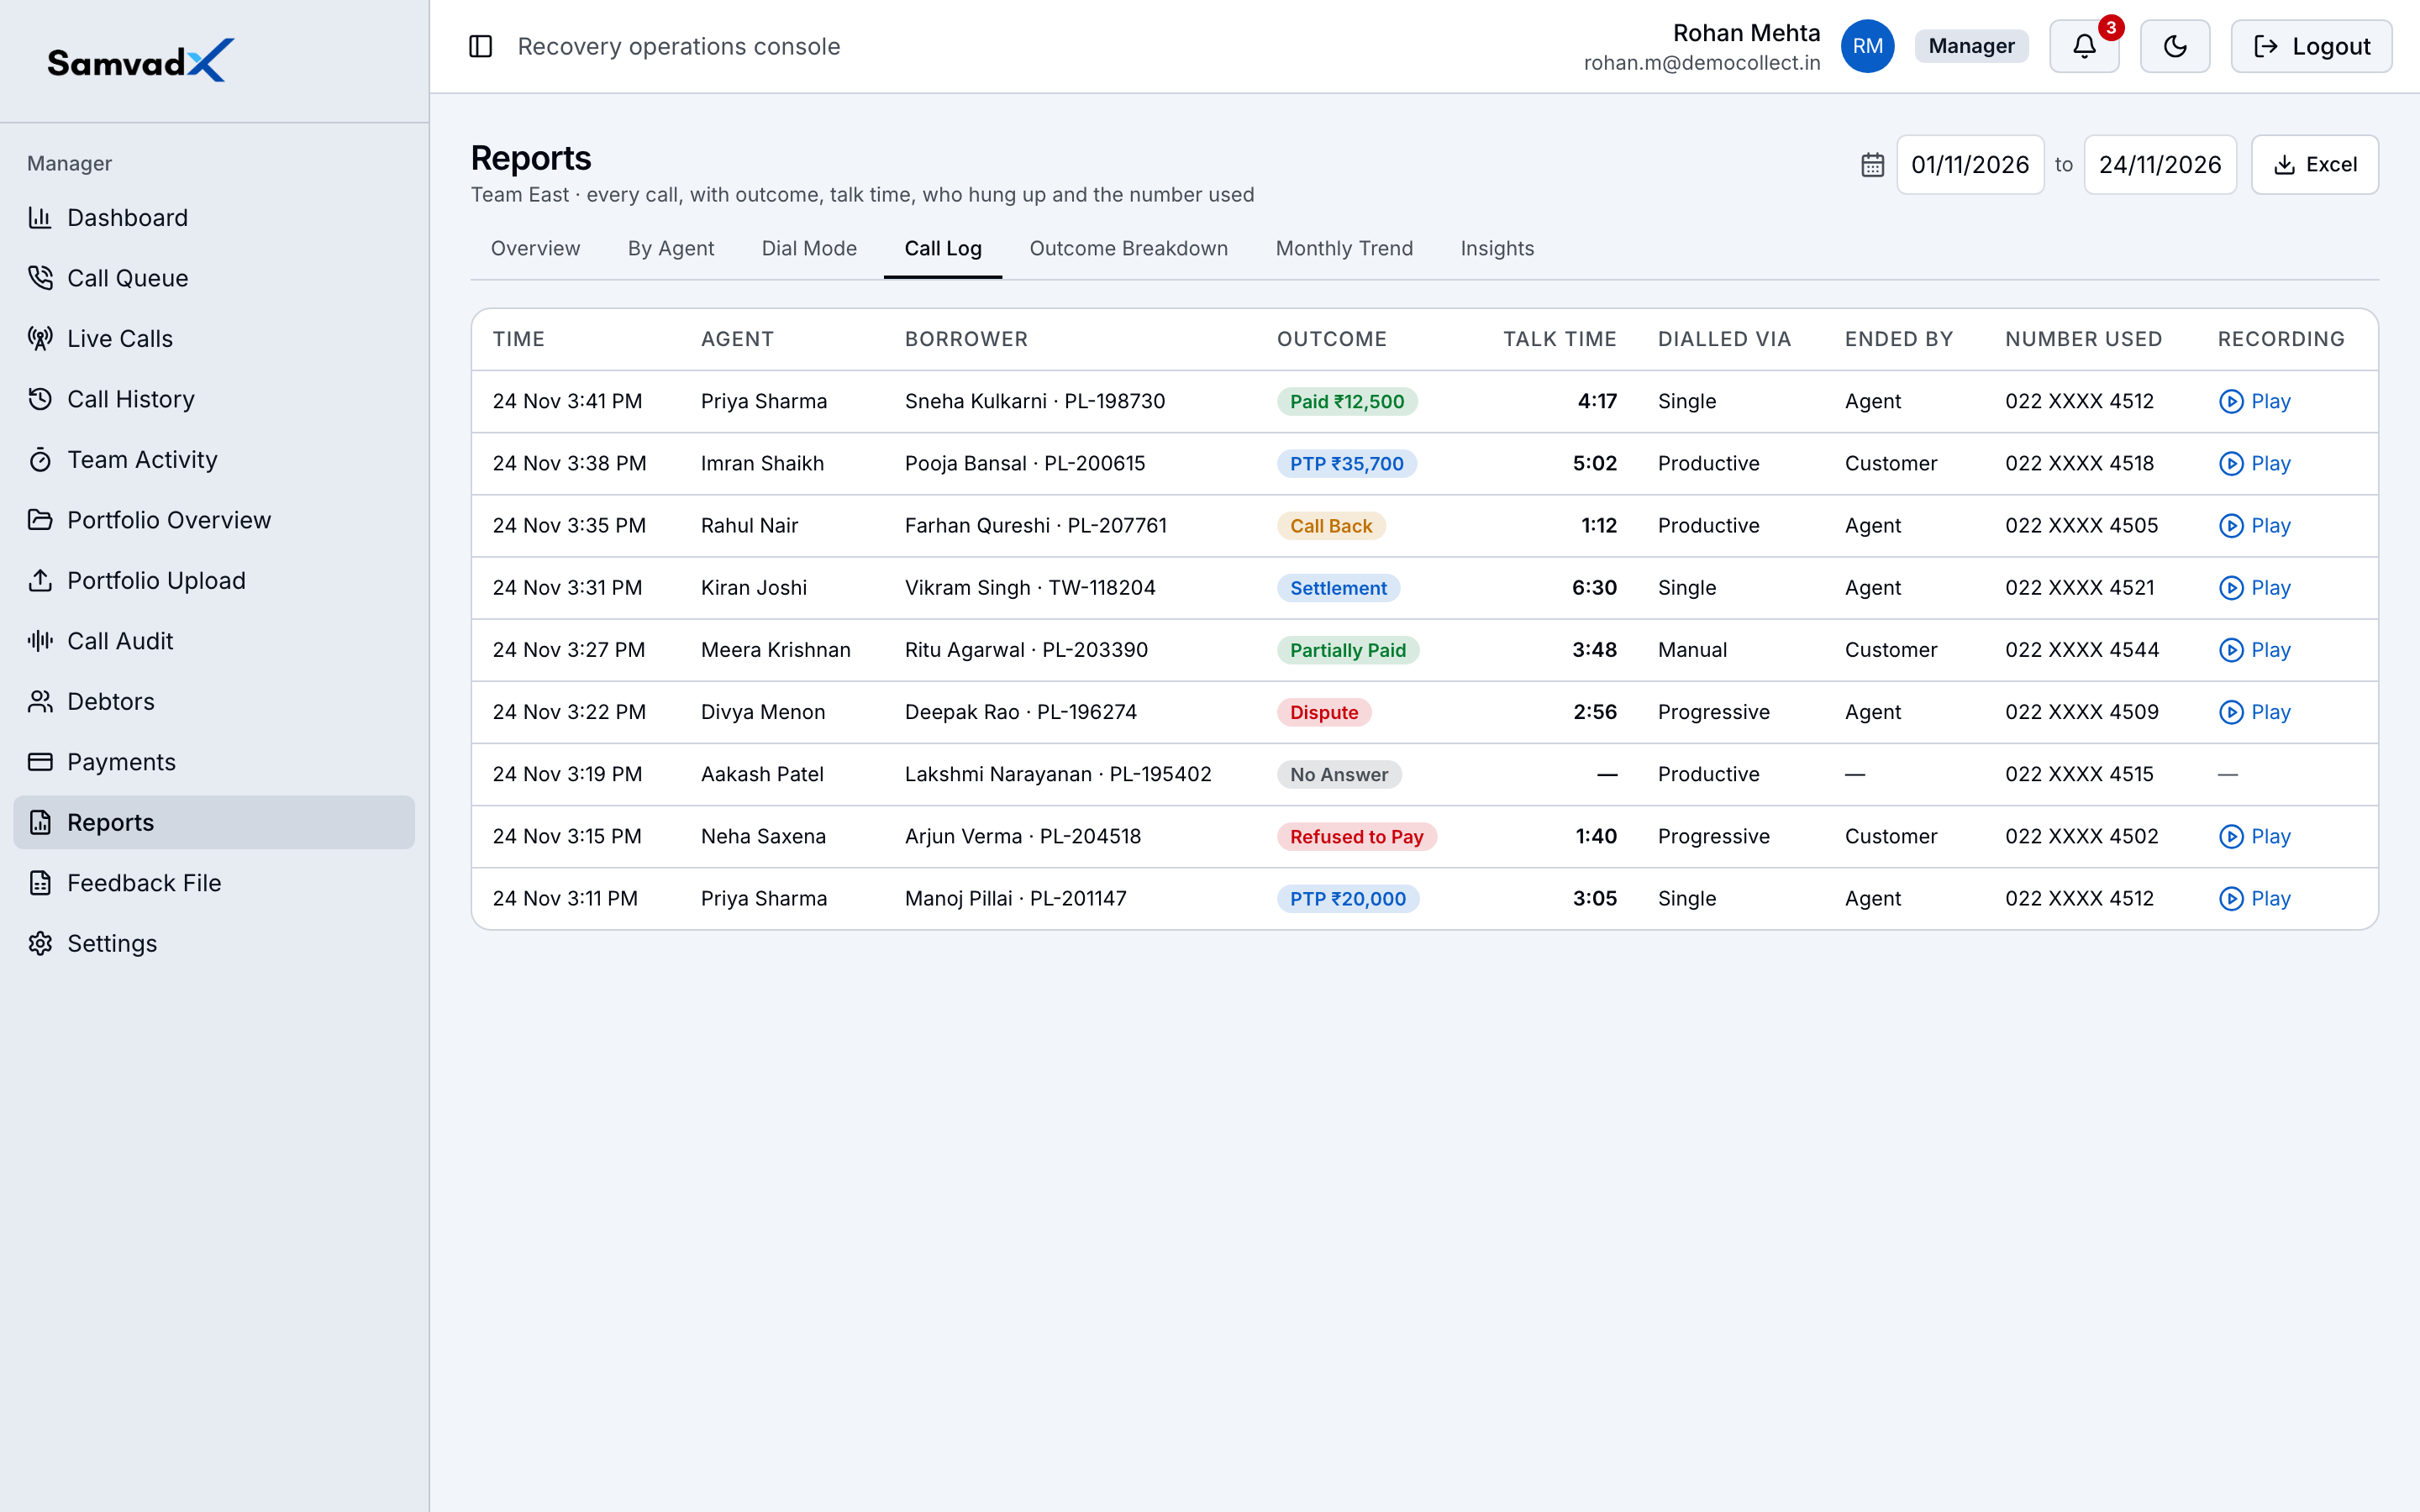 SamvadX
Recovery operations console
Rohan Mehta
rohan.m@democollect.in
RM
Manager
3
Logout
Manager
Dashboard
Call Queue
Live Calls
Call History
Team Activity
Portfolio Overview
Portfolio Upload
Call Audit
Debtors
Payments
Reports
Feedback File
Settings
Reports
Team East · every call, with outcome, talk time, who hung up and the number used
01/11/2026 to 24/11/2026 Excel
Overview By Agent Dial Mode Call Log Outcome Breakdown Monthly Trend Insights
TIME AGENT BORROWER OUTCOME TALK TIME DIALLED VIA ENDED BY NUMBER USED RECORDING
24 Nov 3:41 PM Priya Sharma Sneha Kulkarni · PL-198730 Paid ₹12,500 4:17 Single Agent 022 XXXX 4512 Play
24 Nov 3:38 PM Imran Shaikh Pooja Bansal · PL-200615 PTP ₹35,700 5:02 Productive Customer 022 XXXX 4518 Play
24 Nov 3:35 PM Rahul Nair Farhan Qureshi · PL-207761 Call Back 1:12 Productive Agent 022 XXXX 4505 Play
24 Nov 3:31 PM Kiran Joshi Vikram Singh · TW-118204 Settlement 6:30 Single Agent 022 XXXX 4521 Play
24 Nov 3:27 PM Meera Krishnan Ritu Agarwal · PL-203390 Partially Paid 3:48 Manual Customer 022 XXXX 4544 Play
24 Nov 3:22 PM Divya Menon Deepak Rao · PL-196274 Dispute 2:56 Progressive Agent 022 XXXX 4509 Play
24 Nov 3:19 PM Aakash Patel Lakshmi Narayanan · PL-195402 No Answer — Productive — 022 XXXX 4515 —
24 Nov 3:15 PM Neha Saxena Arjun Verma · PL-204518 Refused to Pay 1:40 Progressive Customer 022 XXXX 4502 Play
24 Nov 3:11 PM Priya Sharma Manoj Pillai · PL-201147 PTP ₹20,000 3:05 Single Agent 022 XXXX 4512 Play